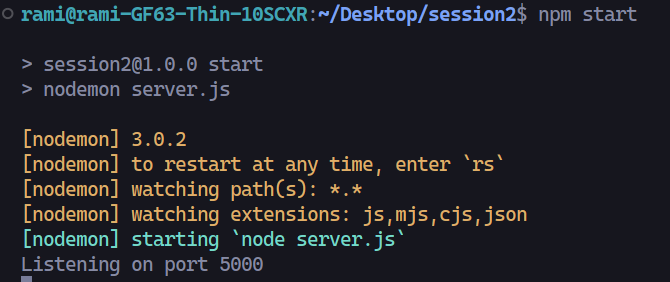 rami@rami-GF63-Thin-10SCXR:~/Desktop/session2$ npm start
> session2@1.0.0 start
> nodemon server.js
[nodemon] 3.0.2
[nodemon] to restart at any time, enter `rs`
[nodemon] watching path(s): *.*
[nodemon] watching extensions: js,mjs,cjs,json
[nodemon] starting `node server.js`
Listening on port 5000